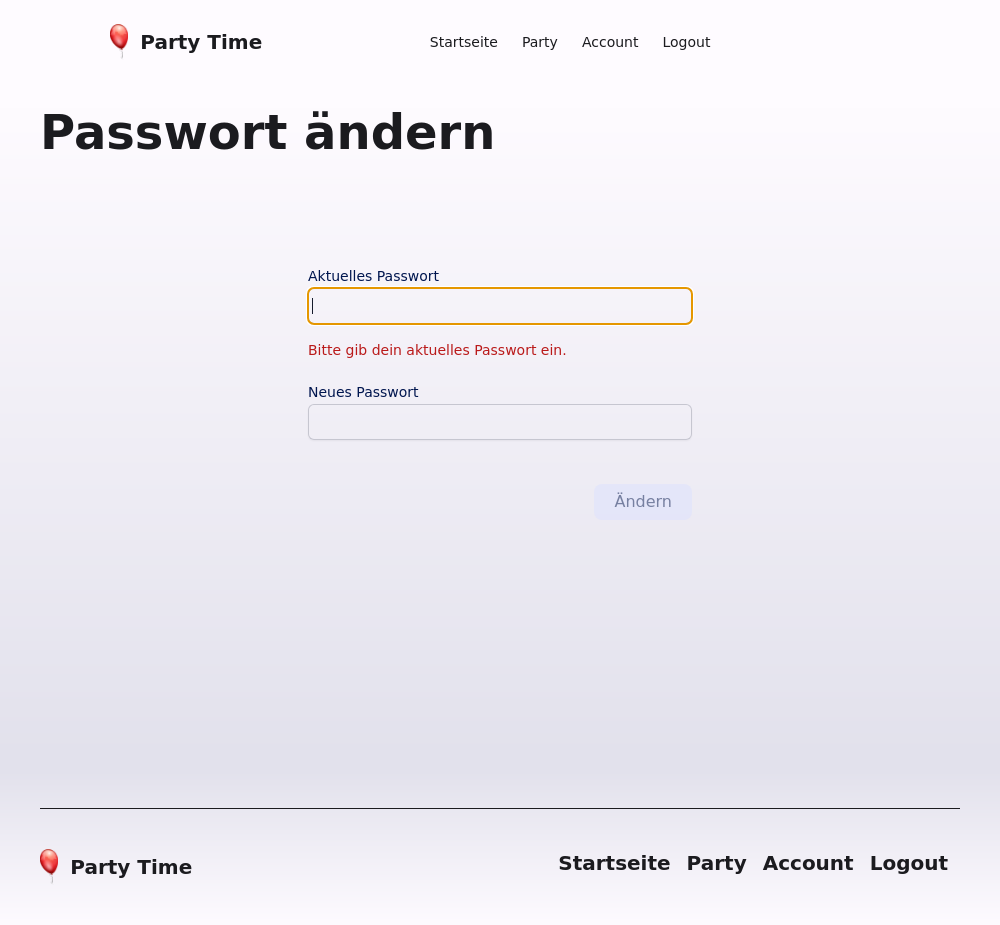 Party Time
Startseite Party Account Logout
Passwort ändern
Aktuelles Passwort
Bitte gib dein aktuelles Passwort ein.
Neues Passwort
Ändern
Party Time
Startseite Party Account Logout